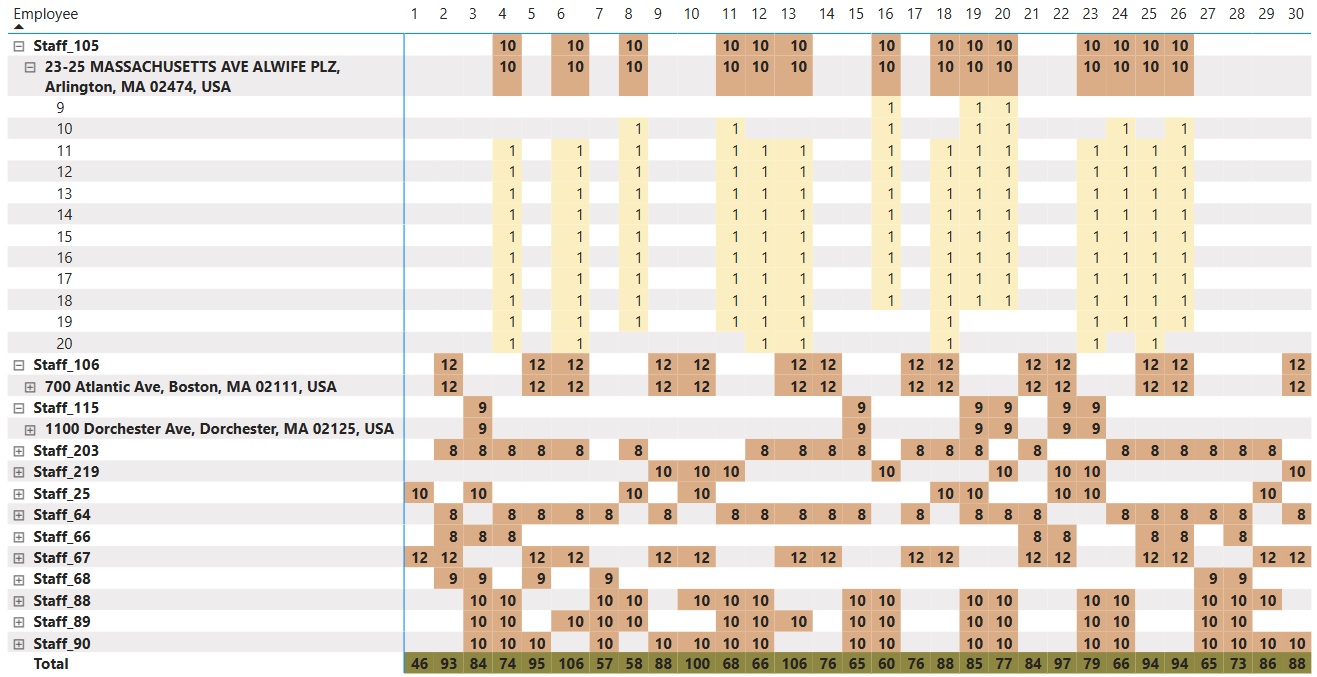 Employee 1 2 3 4 5 6 7 8 9 10 11 12 13 14 15 16 17 18 19 20 21 22 23 24 25 26 27 28 29 30
Staff_105 10 10 10 10 10 10 10 10 10 10 10 10 10 10
23-25 MASSACHUSETTS AVE ALWIFE PLZ, 10 10 10 10 10 10 10 10 10 10 10 10 10 10
Arlington, MA 02474, USA
9 1 1 1
10 1 1 1 1 1 1 1
11 1 1 1 1 1 1 1 1 1 1 1 1 1 1
12 1 1 1 1 1 1 1 1 1 1 1 1 1 1
13 1 1 1 1 1 1 1 1 1 1 1 1 1 1
14 1 1 1 1 1 1 1 1 1 1 1 1 1 1
15 1 1 1 1 1 1 1 1 1 1 1 1 1 1
16 1 1 1 1 1 1 1 1 1 1 1 1 1 1
17 1 1 1 1 1 1 1 1 1 1 1 1 1 1
18 1 1 1 1 1 1 1 1 1 1 1 1 1 1
19 1 1 1 1 1 1 1 1 1 1 1
20 1 1 1 1 1 1 1
Staff_106 12 12 12 12 12 12 12 12 12 12 12 12 12 12
700 Atlantic Ave, Boston, MA 02111, USA 12 12 12 12 12 12 12 12 12 12 12 12 12 12
Staff_115 9 9 9 9 9 9
1100 Dorchester Ave, Dorchester, MA 02125, USA 9 9 9 9 9 9
Staff_203 8 8 8 8 8 8 8 8 8 8 8 8 8 8 8 8 8 8 8 8
Staff_219 10 10 10 10 10 10 10 10
Staff_25 10 10 10 10 10 10 10 10 10
Staff_64 8 8 8 8 8 8 8 8 8 8 8 8 8 8 8 8 8 8 8 8 8
Staff_66 8 8 8 8 8 8 8 8
Staff_67 12 12 12 12 12 12 12 12 12 12 12 12 12 12 12 12
Staff_68 9 9 9 9 9 9
Staff_88 10 10 10 10 10 10 10 10 10 10 10 10 10 10 10 10
Staff_89 10 10 10 10 10 10 10 10 10 10 10 10 10 10 10 10
Staff_90 10 10 10 10 10 10 10 10 10 10 10 10 10 10 10 10 10 10
Total 46 93 84 74 95 106 57 58 88 100 68 66 106 76 65 60 76 88 85 77 84 97 79 66 94 94 65 73 86 88